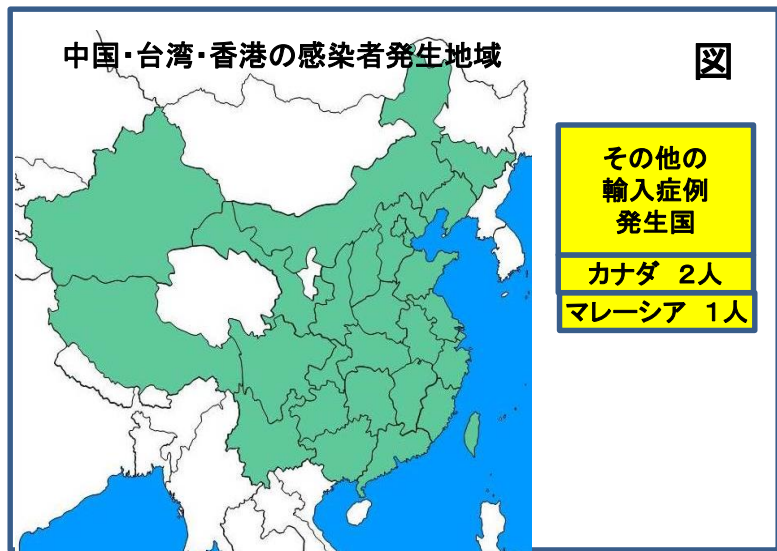 中国・台湾・香港の感染者発生地域
図
その他の
輸入症例
発生国
カナダ　２人
マレーシア　１人